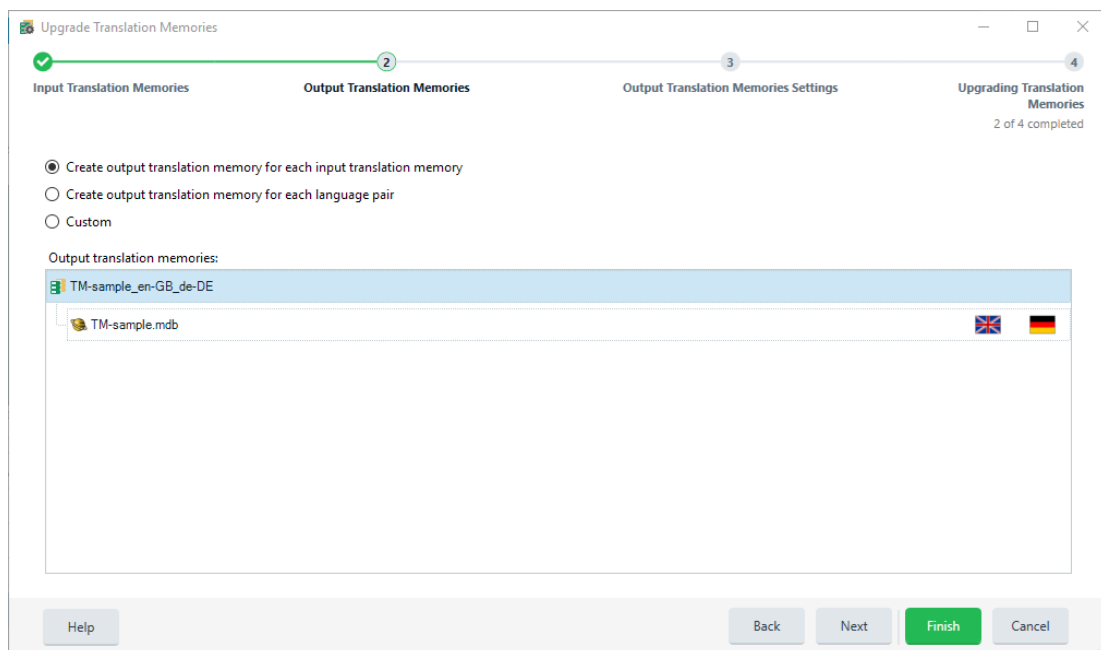 Upgrade Translation Memories
2
3
4
Input Translation Memories
Output Translation Memories
Output Translation Memories Settings
Upgrading Translation
Memories
2 of 4 completed
Create output translation memory for each input translation memory
Create output translation memory for each language pair
Custom
Output translation memories:
TM-sample_en-GB_de-DE
TM-sample.mdb
Help
Back
Next
Finish
Cancel